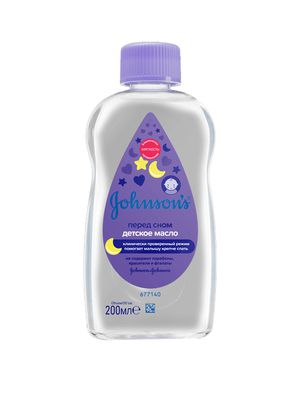 мягкость
Johnson's
перед сном
детское масло
клинически проверенный режим
помогает малышу крепче спать
не содержит парабены,
красители и фталаты
Johnson & Johnson
677140
200мл℮